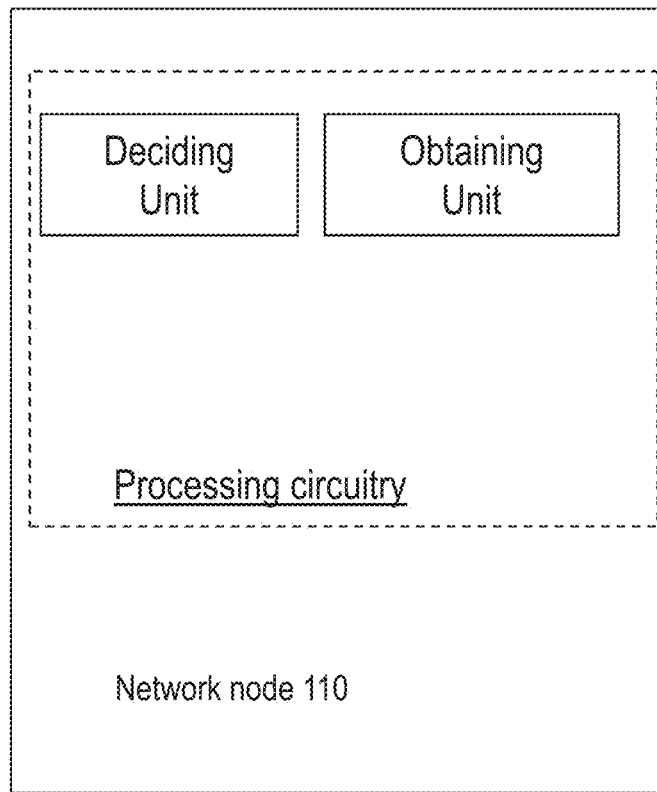 Deciding
Unit
Obtaining
Unit
Processing circuitry
Network node 110